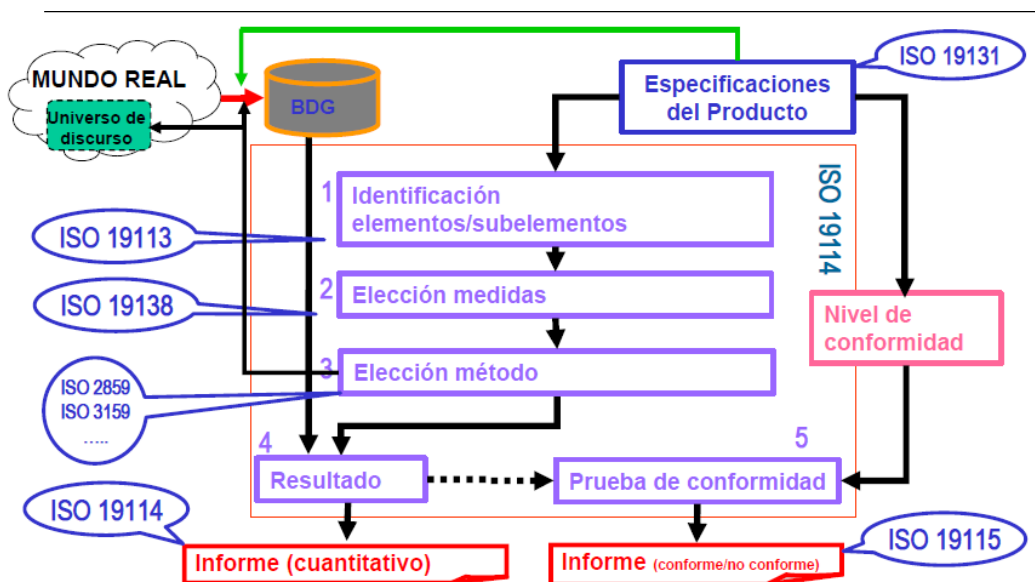 ISO 19131
MUNDO REAL
Universo de
discurso
BDG
Especificaciones
del Producto
1
Identificación
elementos/subelementos
ISO 19114
ISO 19113
2
Elección medidas
ISO 19138
Nivel de
conformidad
3
Elección método
ISO 2859
ISO 3159
.....
4
Resultado
5
Prueba de conformidad
ISO 19114
Informe (cuantitativo)
Informe (conforme/no conforme)
ISO 19115